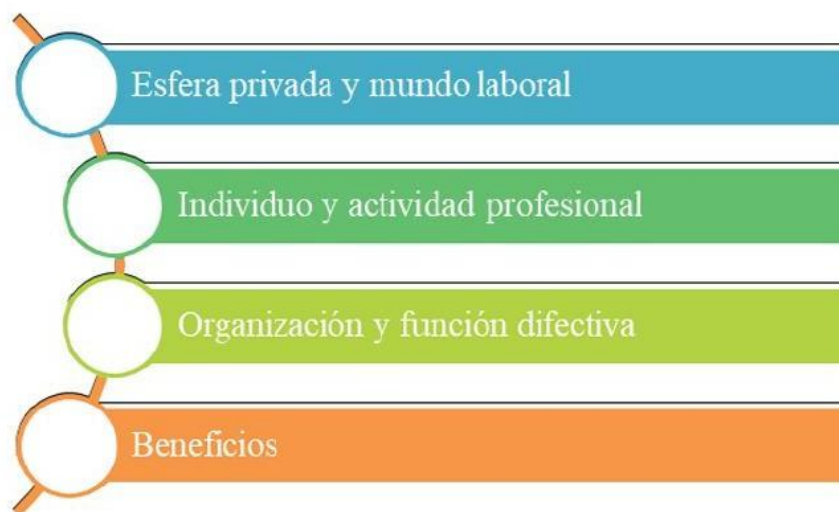 Esfera privada y mundo laboral
Individuo y actividad profesional
Organización y función difectiva
Beneficios